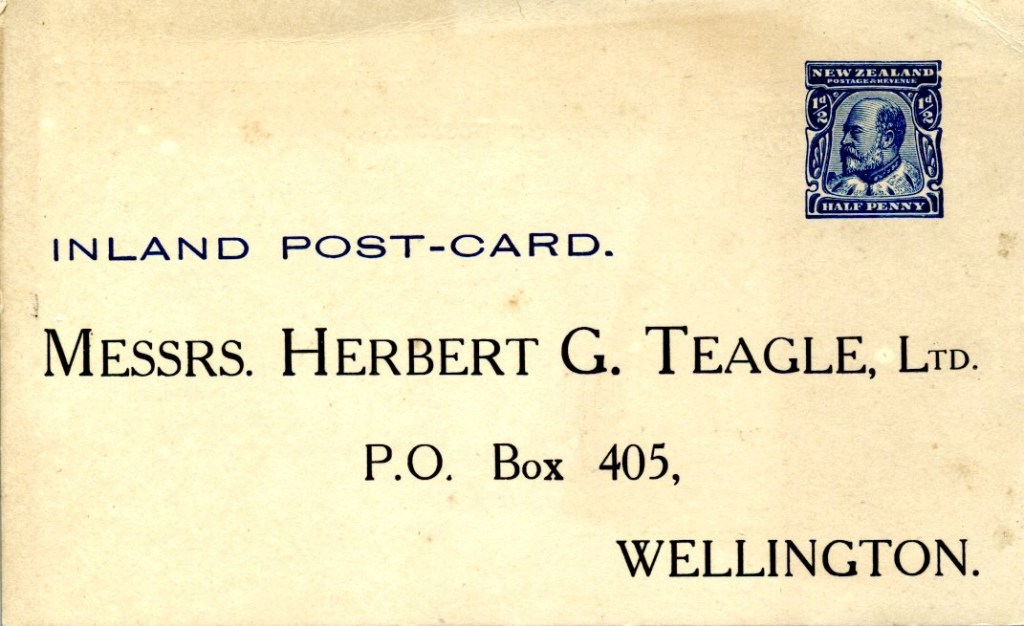 NEW ZEALAND
POSTAGE & REVENUE
½d ½d
HALF PENNY
INLAND POST-CARD.
MESSRS. HERBERT G. TEAGLE, LTD.
P.O. Box 405,
WELLINGTON.